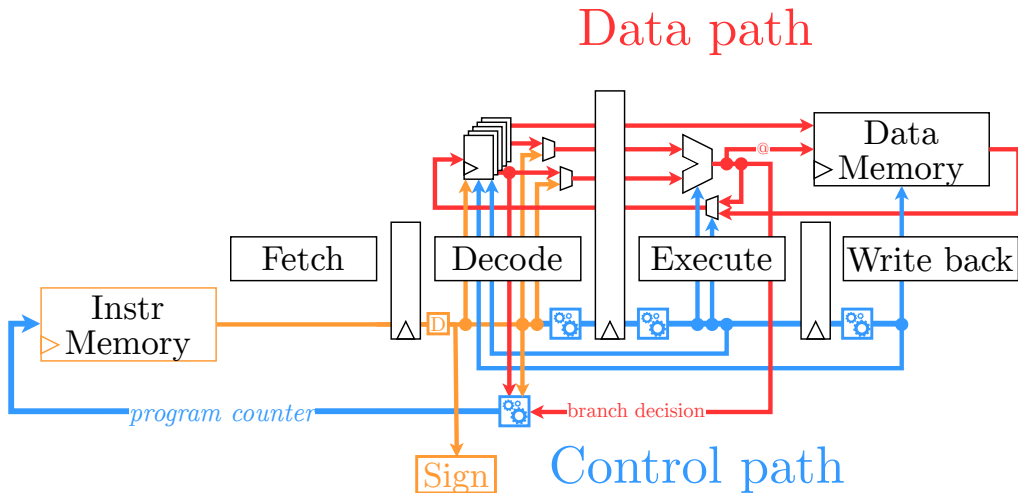 Data path
Data
Memory
@
Fetch
Decode
Execute
Write back
Instr
Memory
D
program counter
branch decision
Sign
Control path